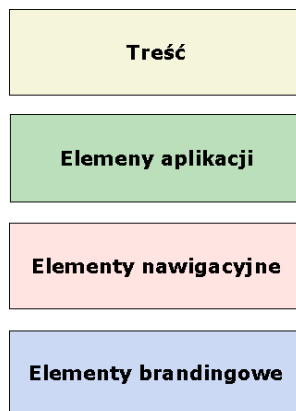 Treść
Elemeny aplikacji
Elementy nawigacyjne
Elementy brandingowe